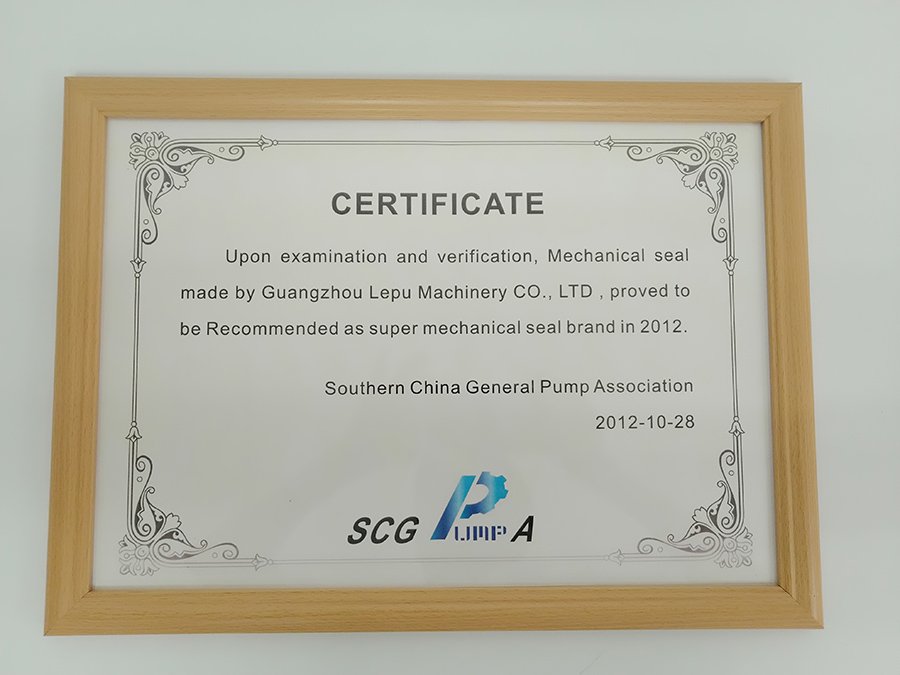 CERTIFICATE
Upon examination and verification, Mechanical seal
made by Guangzhou Lepu Machinery CO., LTD , proved to
be Recommended as super mechanical seal brand in 2012.
Southern China General Pump Association
2012-10-28
SCG PUMP A